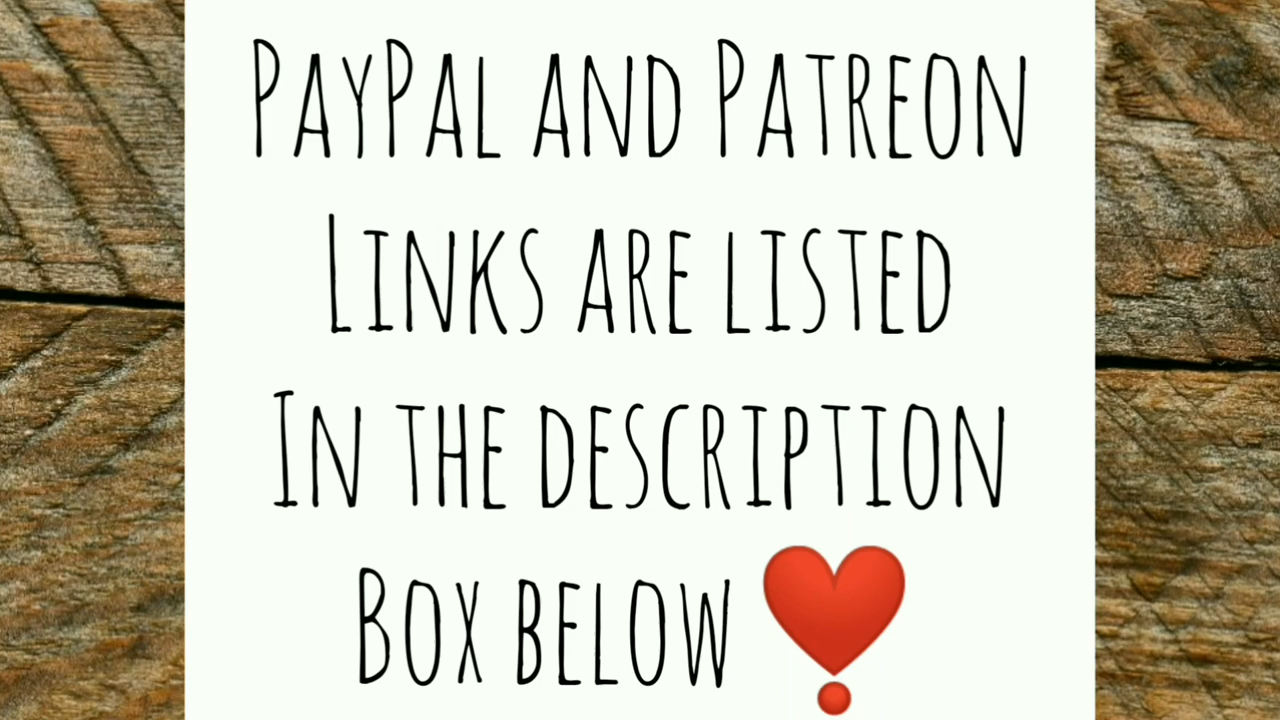 PayPal and Patreon
Links are listed
In the description
Box below ❣